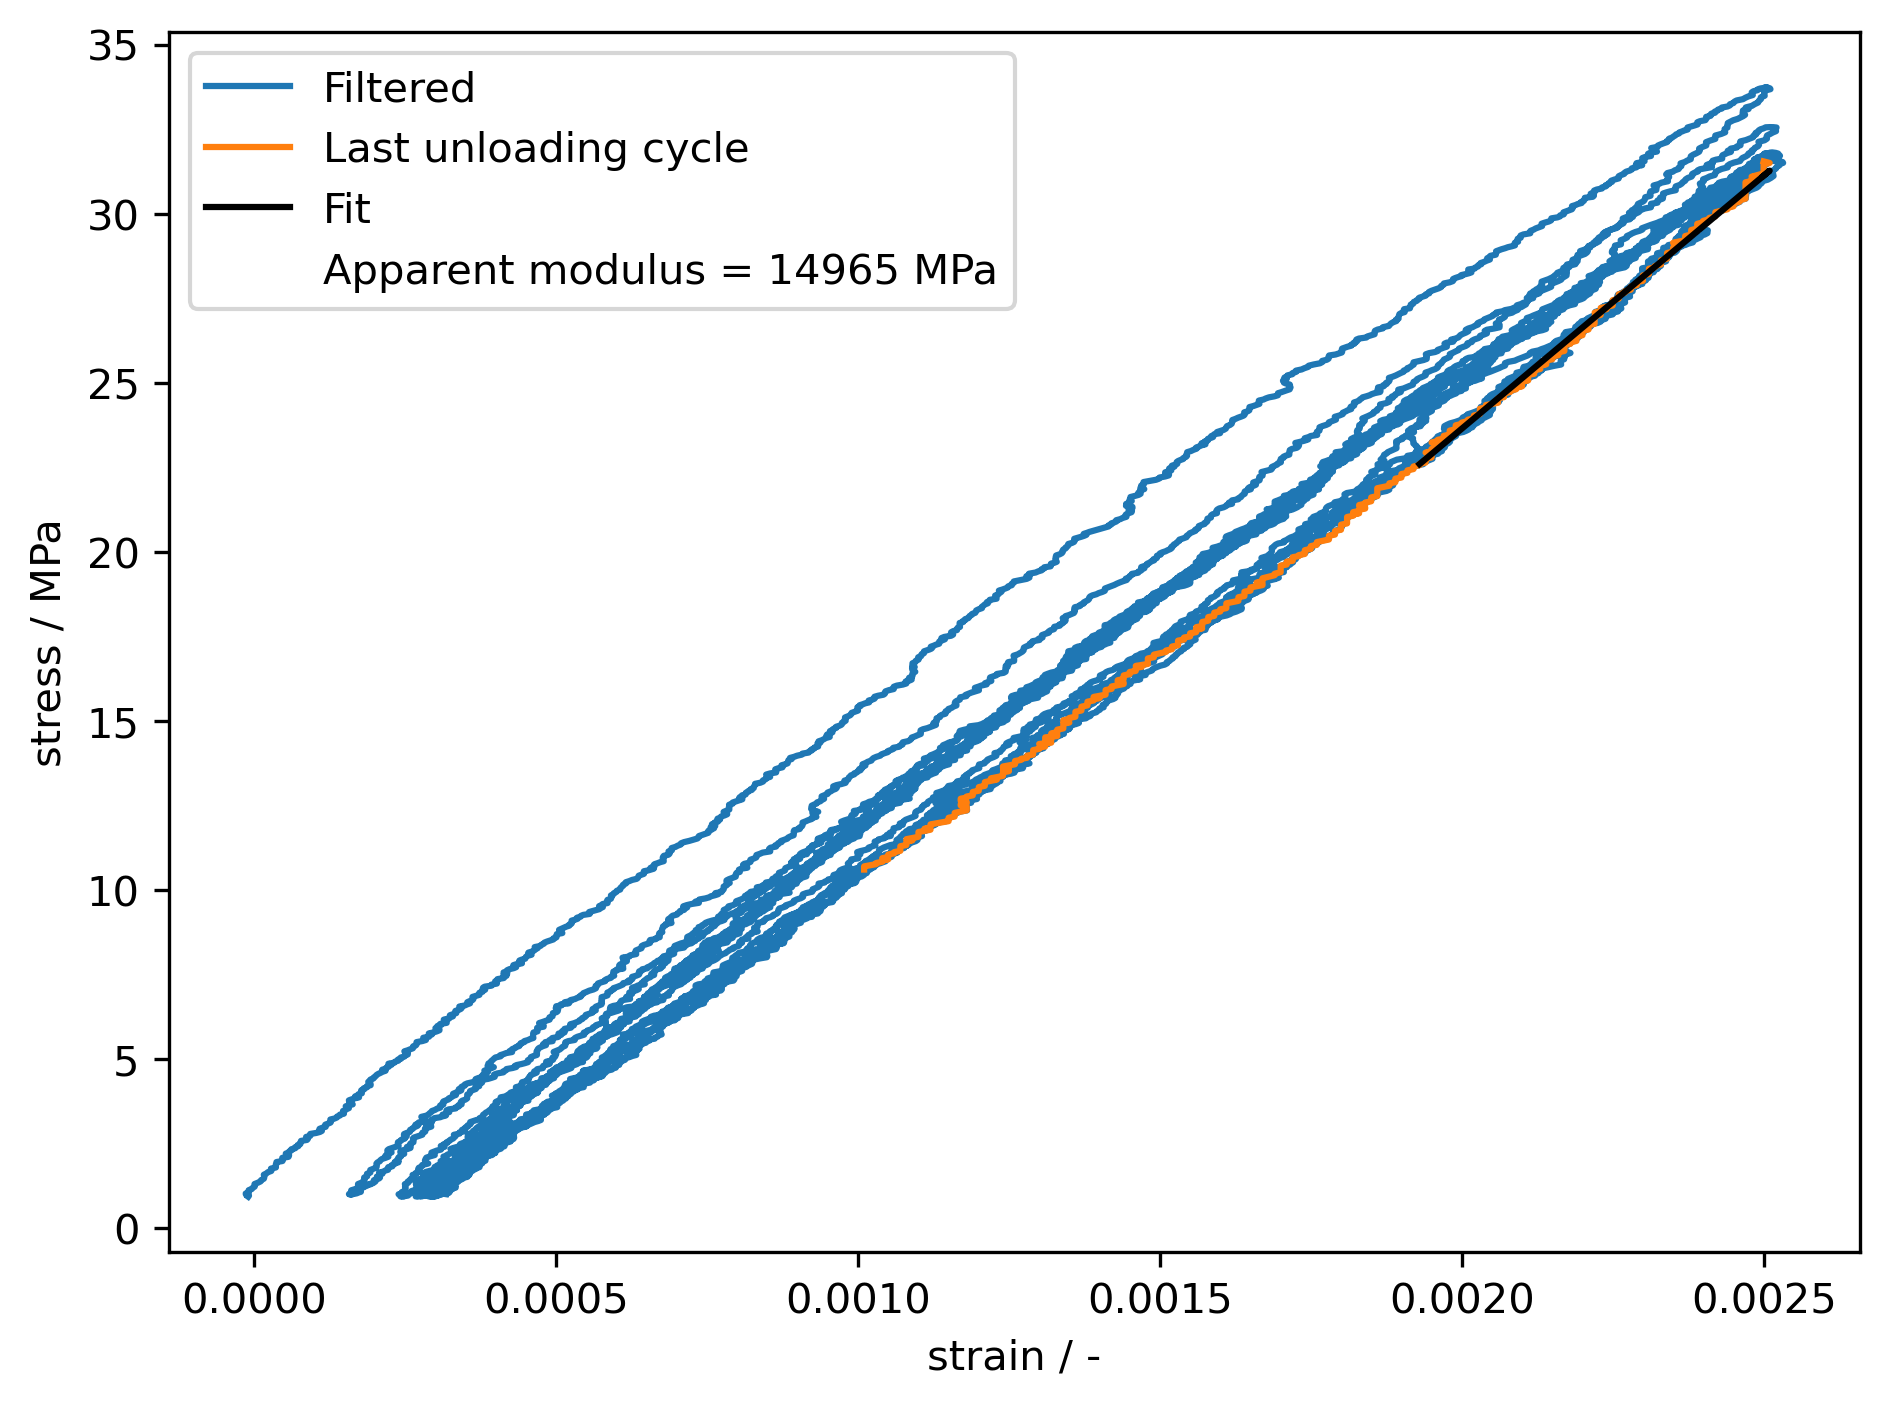 35
30
25
20
15
10
5
0
stress / MPa
Filtered
Last unloading cycle
Fit
Apparent modulus = 14965 MPa
0.0000 0.0005 0.0010 0.0015 0.0020 0.0025
strain / -